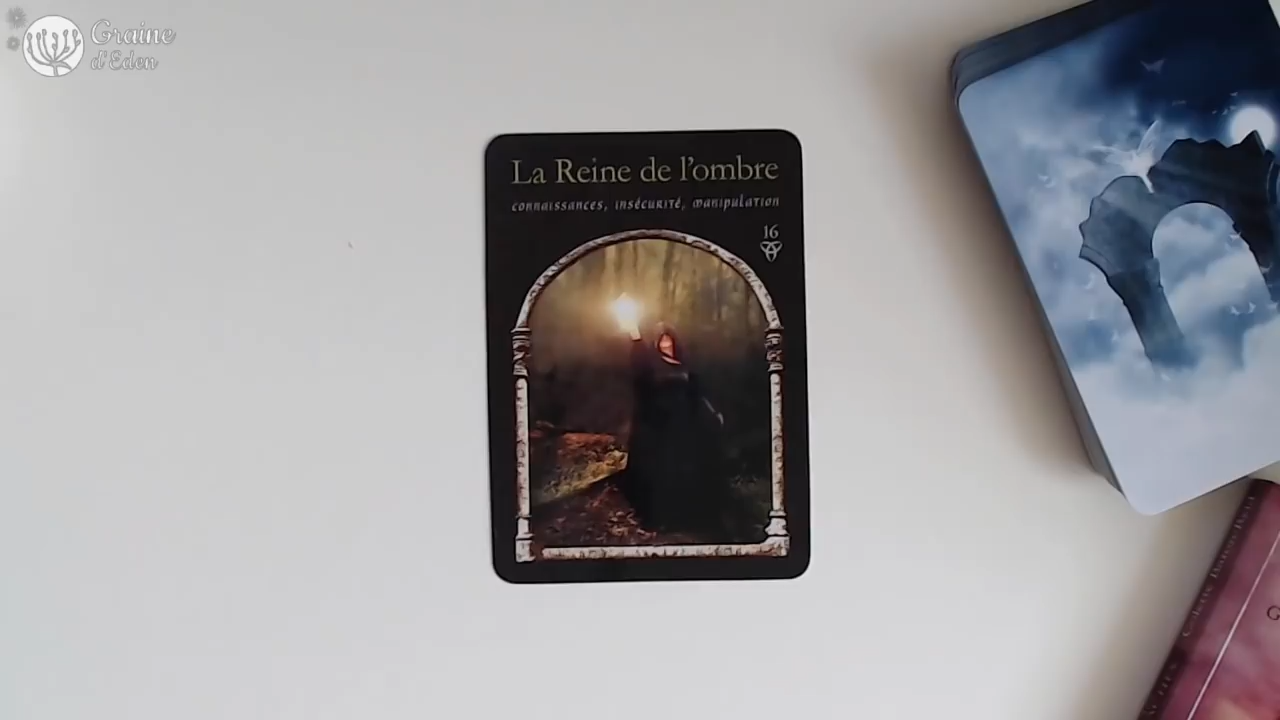 Graine
d'Eden
La Reine de l'ombre
connaissances, insécurité, manipulation
16